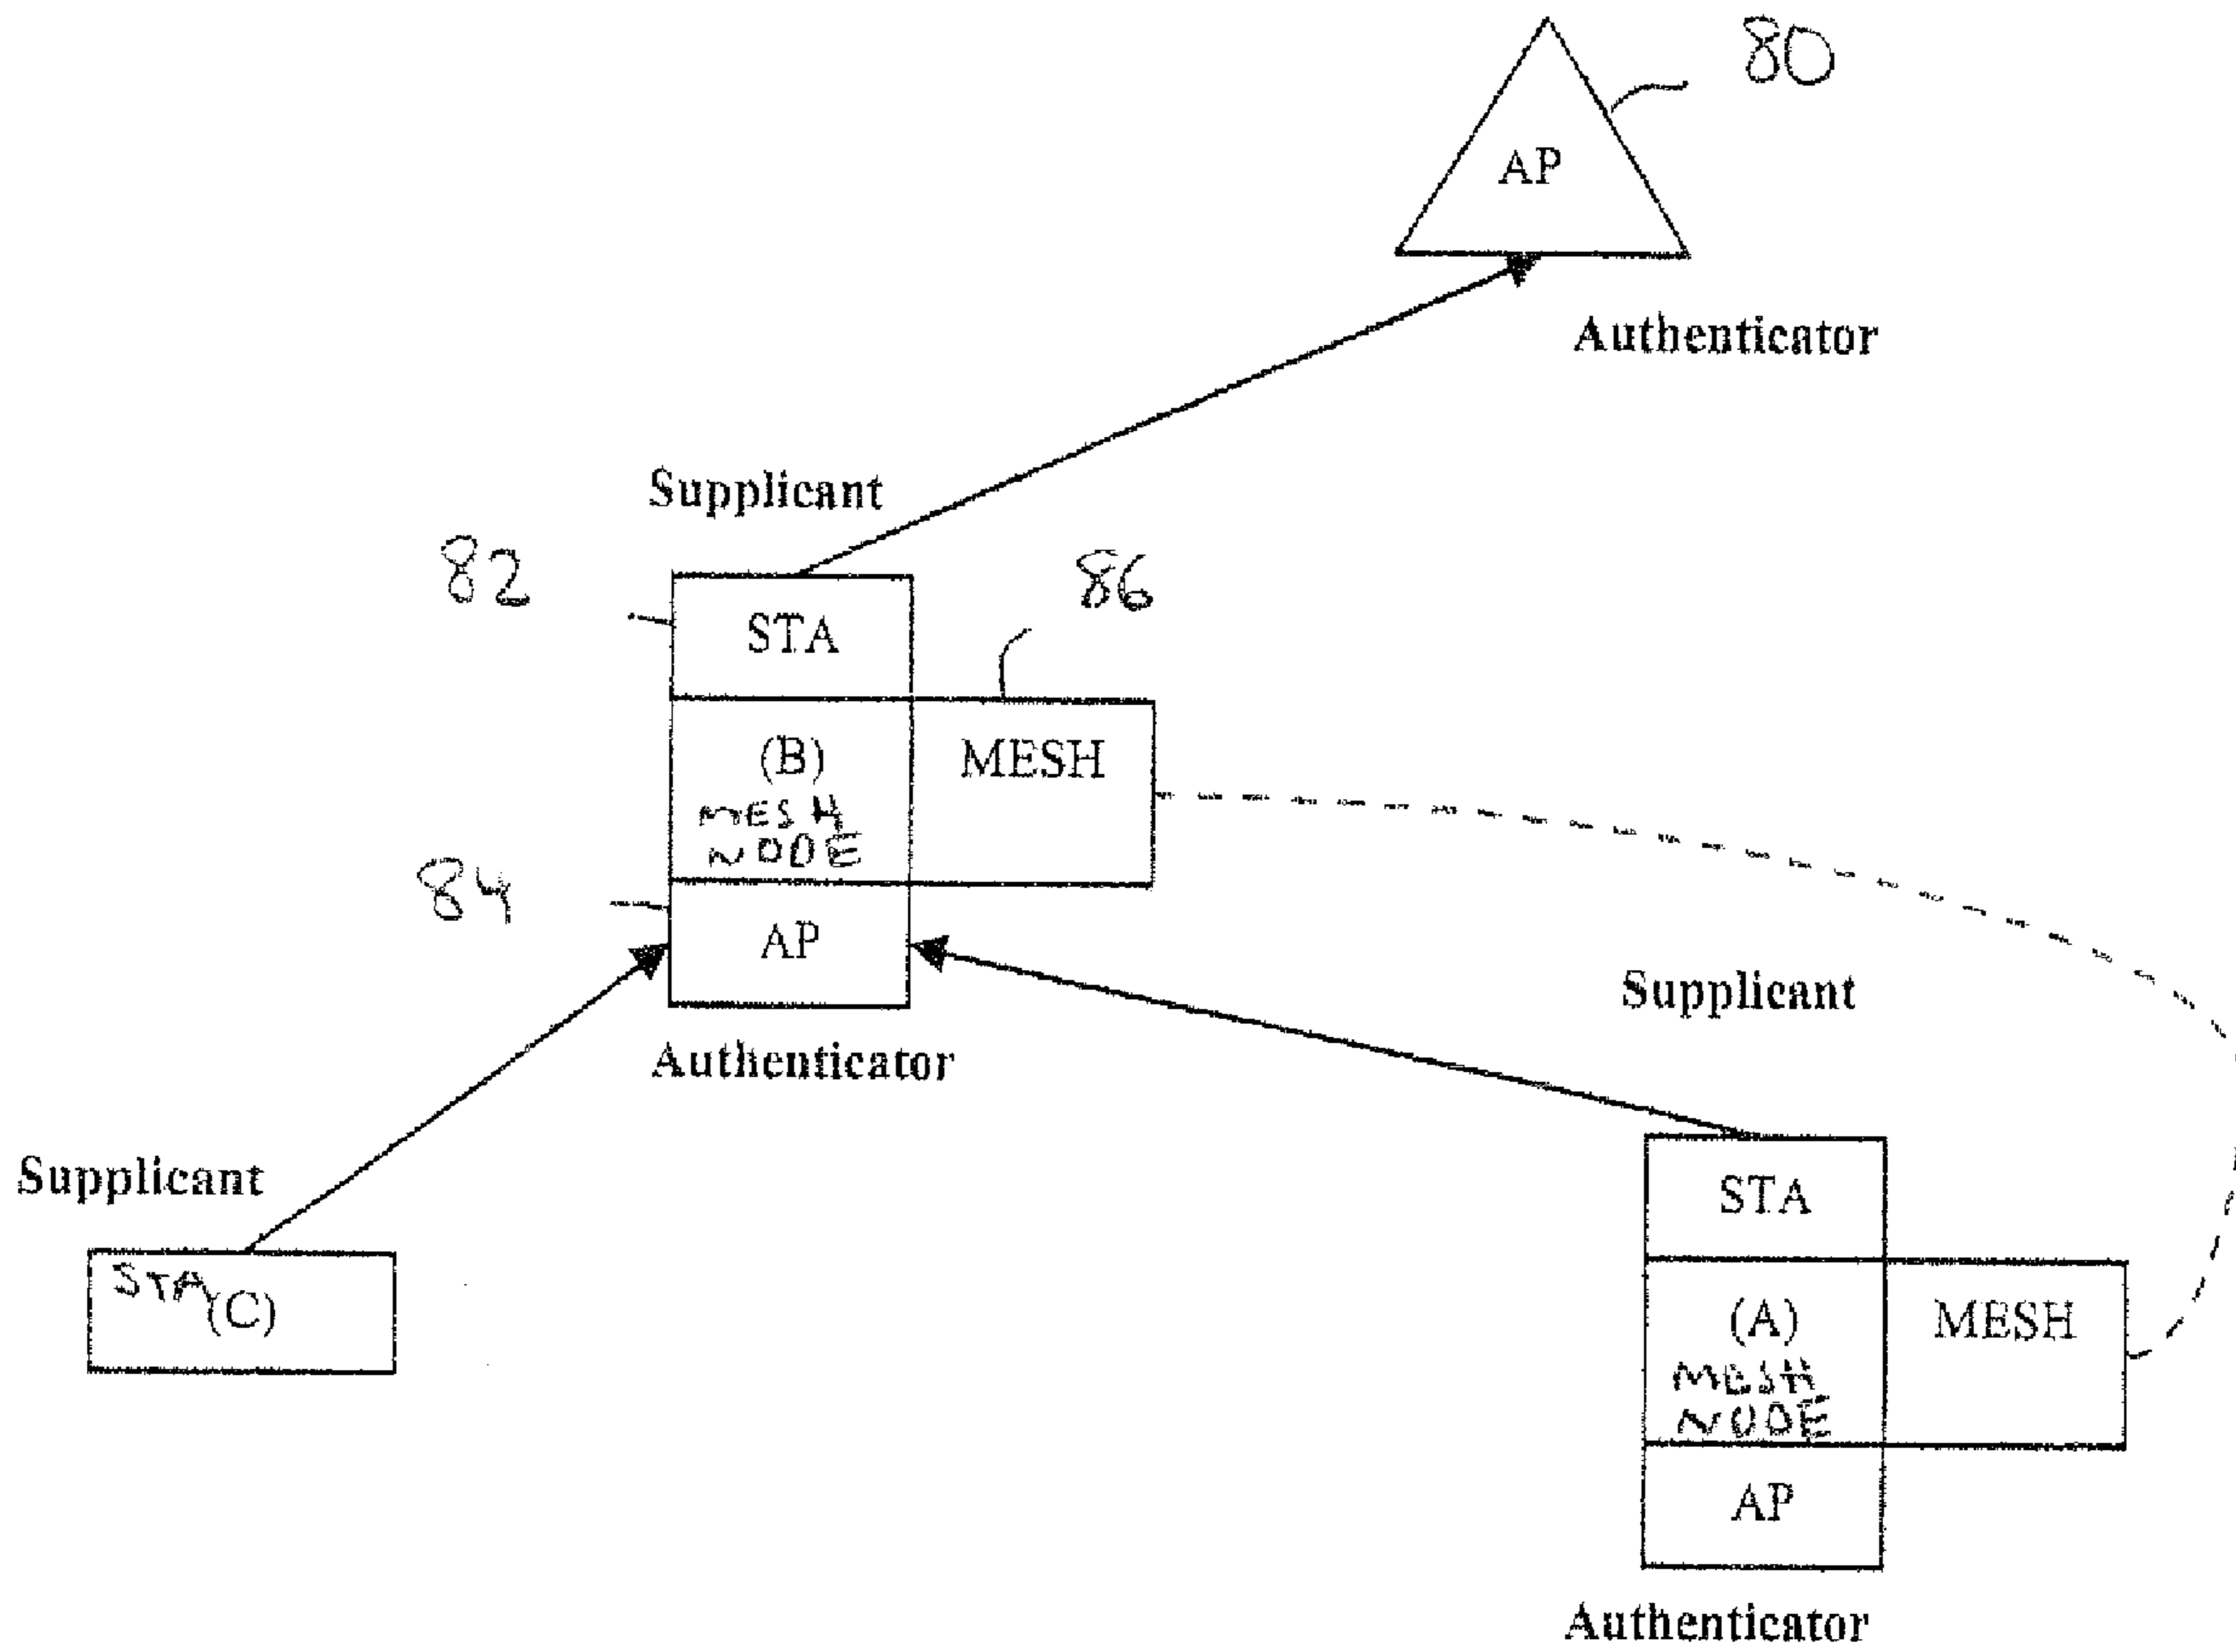 80
AP
Authenticator
Supplicant
82
86
STA
(B)
MESH
NODE
MESH
84
AP
Authenticator
Supplicant
Supplicant
STA
(C)
STA
(A)
MESH
NODE
MESH
AP
Authenticator